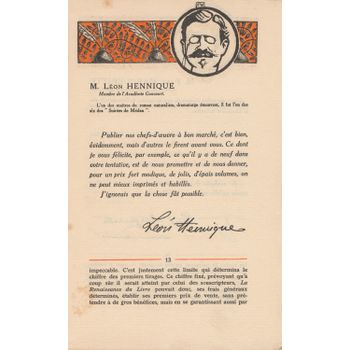 M. LÉON HENNIQUE
Membre de l'Académie Goncourt.
L'un des maîtres du roman naturaliste, dramaturge émouvant, il fut l'un des
six des "Soirées de Médan".
Publier nos chefs-d'œuvre à bon marché, c'est bien,
évidemment, mais d'autres le firent avant vous. Ce dont
je vous félicite, par exemple, ce qu'il y a de neuf dans
votre tentative, est de nous promettre et de nous donner,
pour un prix fort modique, de jolis, d'épais volumes, on
ne peut mieux imprimés et habillés.
J'ignorais que la chose fût possible.
Léon Hennique
13
impeccable. C'est justement cette limite qui détermina le
chiffre des premiers tirages. Ce chiffre fixé, prévoyant qu'à
coup sûr il serait atteint par celui des souscripteurs, La
Renaissance du Livre pouvait donc, ses frais généraux
déterminés, établir ses premiers prix de vente, sans pré-
tendre à de gros bénéfices, mais en se garantissant aussi par